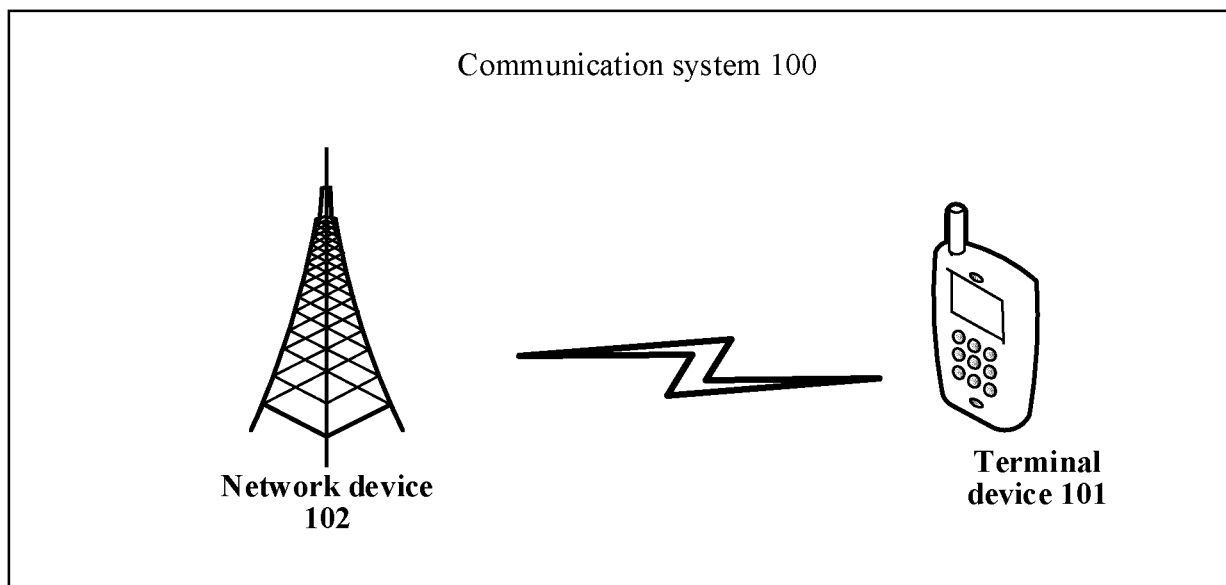 Communication system 100
Network device
102
Terminal
device 101